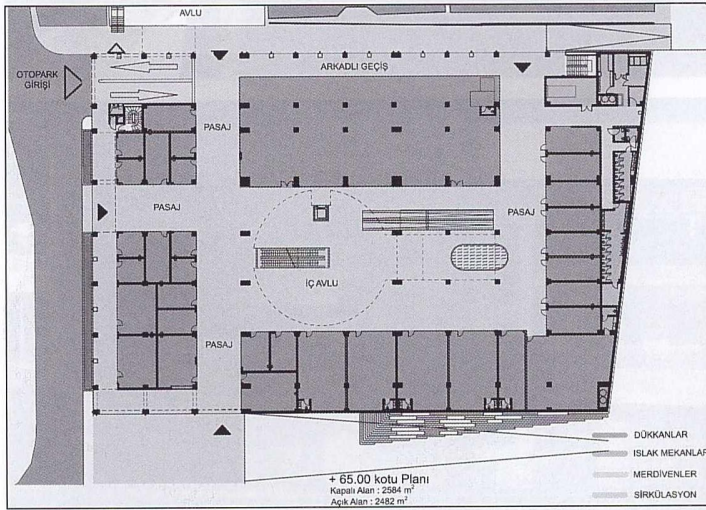 AVLU
OTOPARK
GİRİŞİ
ARKADLI GEÇİŞ
PASAJ
PASAJ
PASAJ
İÇ AVLU
PASAJ
DÜKKANLAR
ISLAK MEKANLAR
MERDİVENLER
SİRKÜLASYON
+ 65.00 kotu Planı
Kapalı Alan : 2584 m²
Açık Alan : 2482 m²